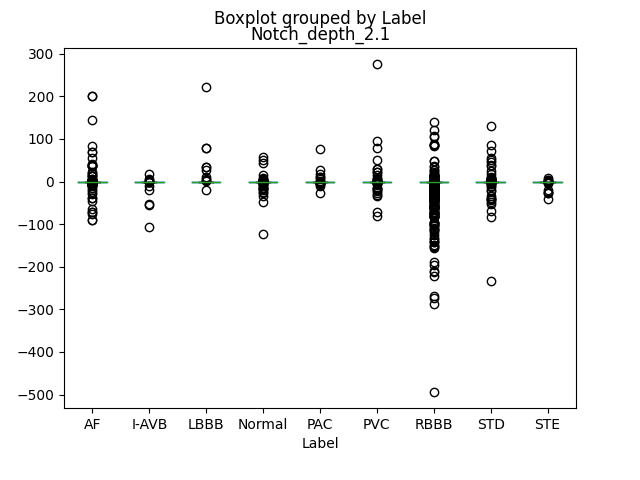 Boxplot grouped by Label
Notch_depth_2.1
300
200
100
0
−100
−200
−300
−400
−500
AF I-AVB LBBB Normal PAC PVC RBBB STD STE
Label